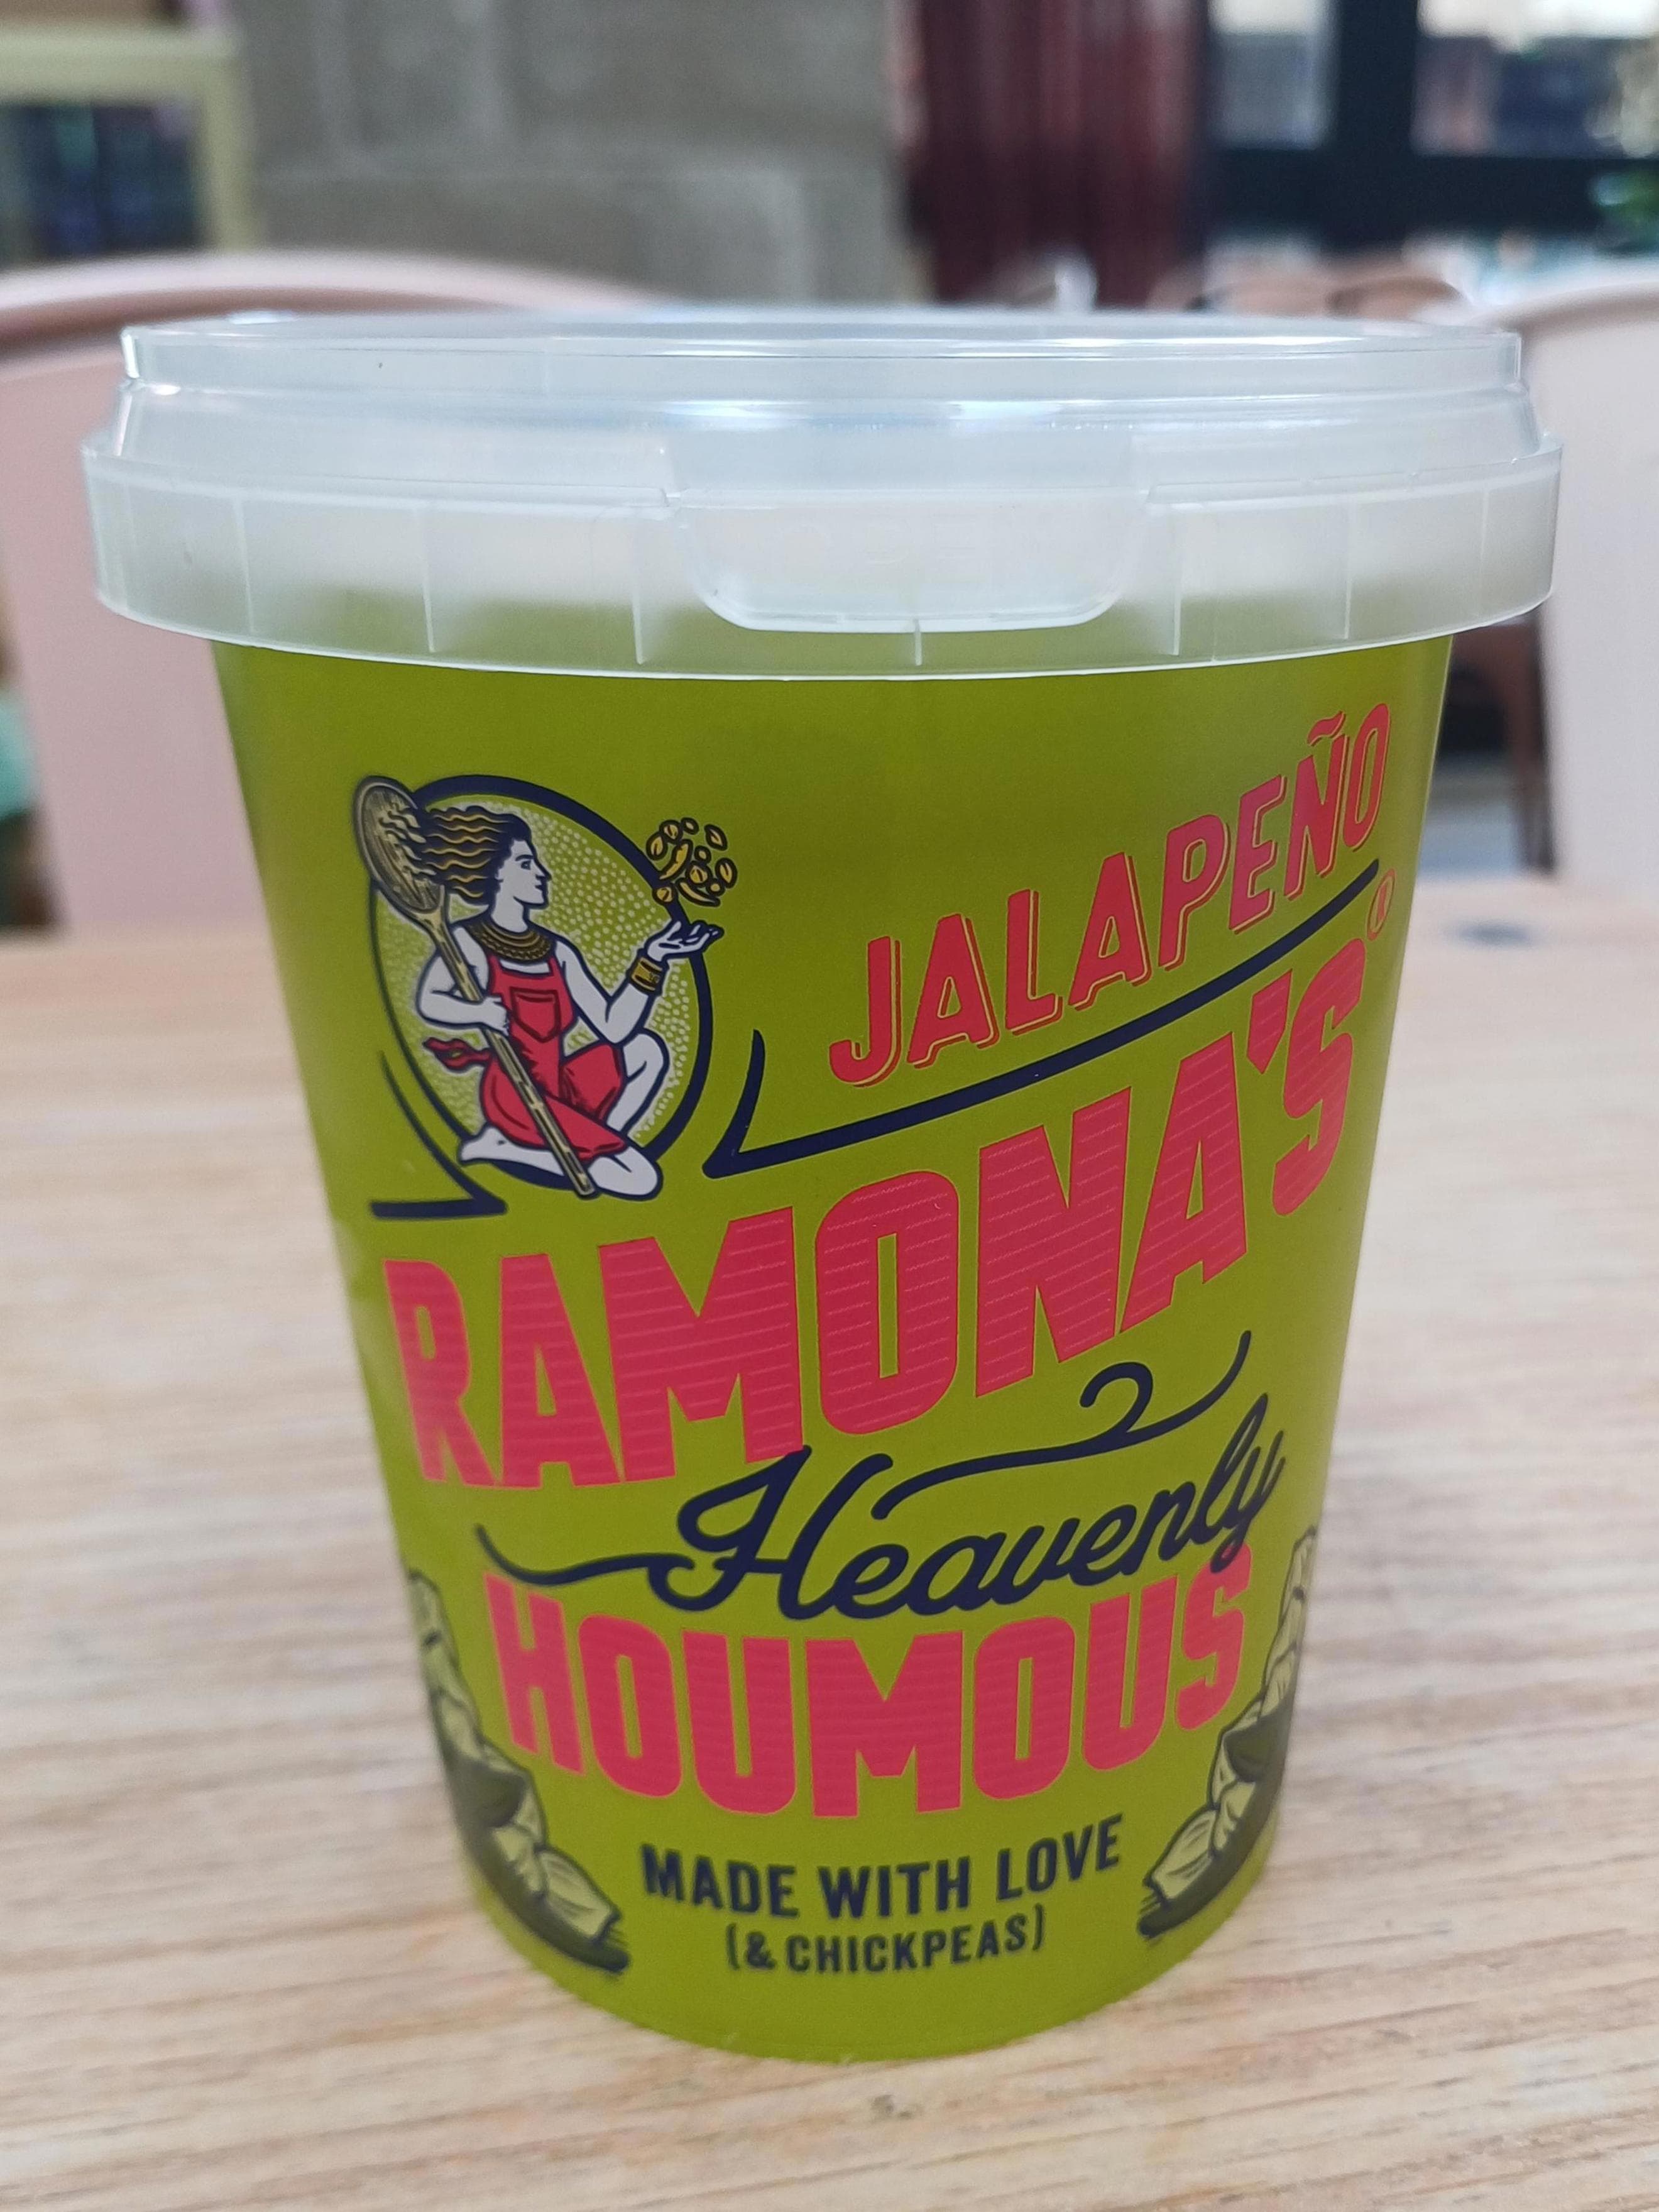 JALAPEÑO
RAMONA'S®
Heavenly
HOUMOUS
MADE WITH LOVE
(& CHICKPEAS)